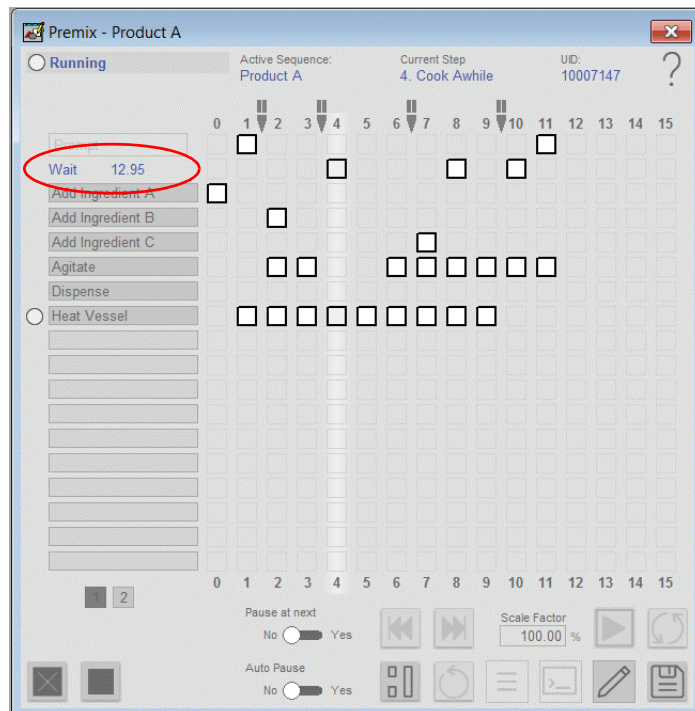 Premix - Product A
Running
Active Sequence:
Product A
Current Step
4. Cook Awhile
UID:
10007147
?
0 1 2 3 4 5 6 7 8 9 10 11 12 13 14 15
Prompt
Wait 12.95
Add Ingredient A
Add Ingredient B
Add Ingredient C
Agitate
Dispense
Heat Vessel
0 1 2 3 4 5 6 7 8 9 10 11 12 13 14 15
1 2
Pause at next
No Yes
Scale Factor
100.00 %
Auto Pause
No Yes